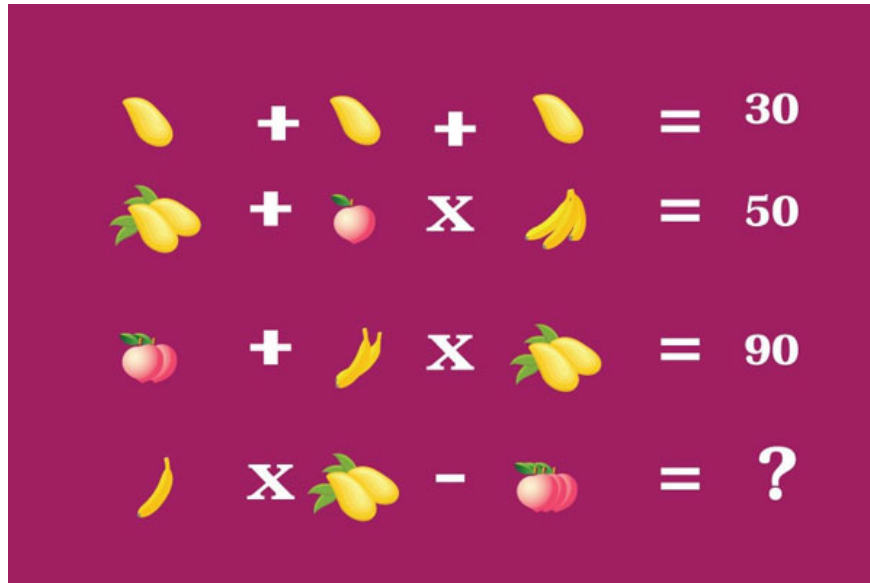 + + = 30
+ x = 50
+ x = 90
x - = ?